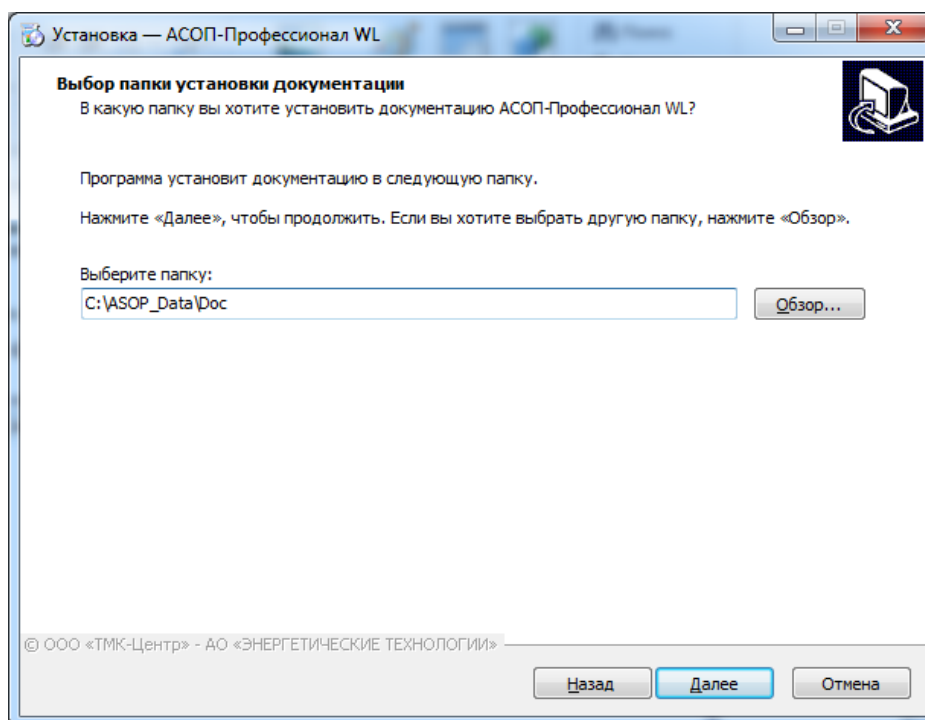 Установка — АСОП-Профессионал WL
Выбор папки установки документации
В какую папку вы хотите установить документацию АСОП-Профессионал WL?
Программа установит документацию в следующую папку.
Нажмите «Далее», чтобы продолжить. Если вы хотите выбрать другую папку, нажмите «Обзор».
Выберите папку:
C:\ASOP_Data\Doc
Обзор...
© ООО «ТМК-Центр» - АО «ЭНЕРГЕТИЧЕСКИЕ ТЕХНОЛОГИИ»
Назад
Далее
Отмена